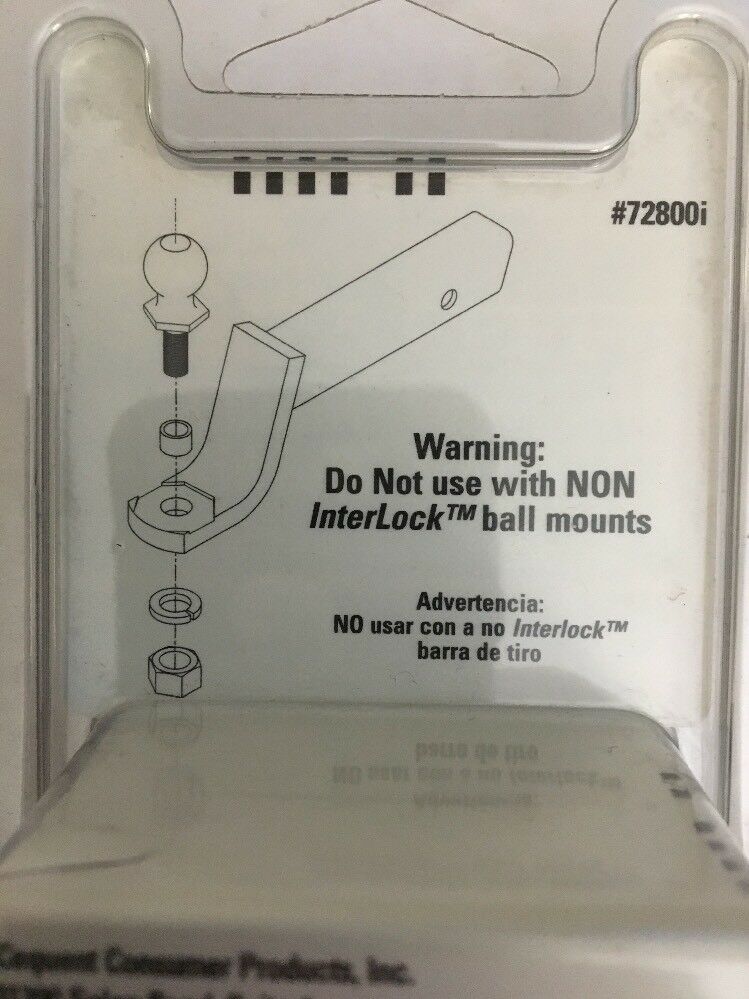 #72800i
Warning:
Do Not use with NON
InterLock™ ball mounts
Advertencia:
NO usar con a no Interlock™
barra de tiro
Consumer Products, Inc.